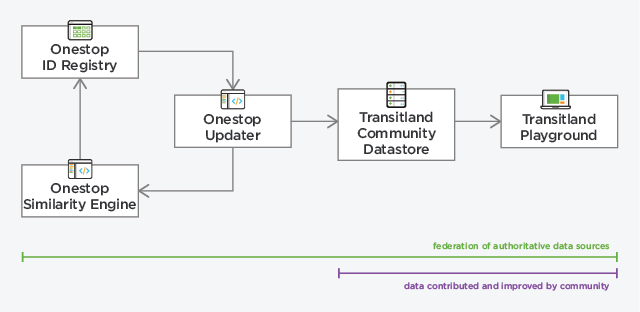 Onestop
ID Registry
Onestop
Updater
Transitland
Community
Datastore
Transitland
Playground
Onestop
Similarity Engine
federation of authoritative data sources
data contributed and improved by community